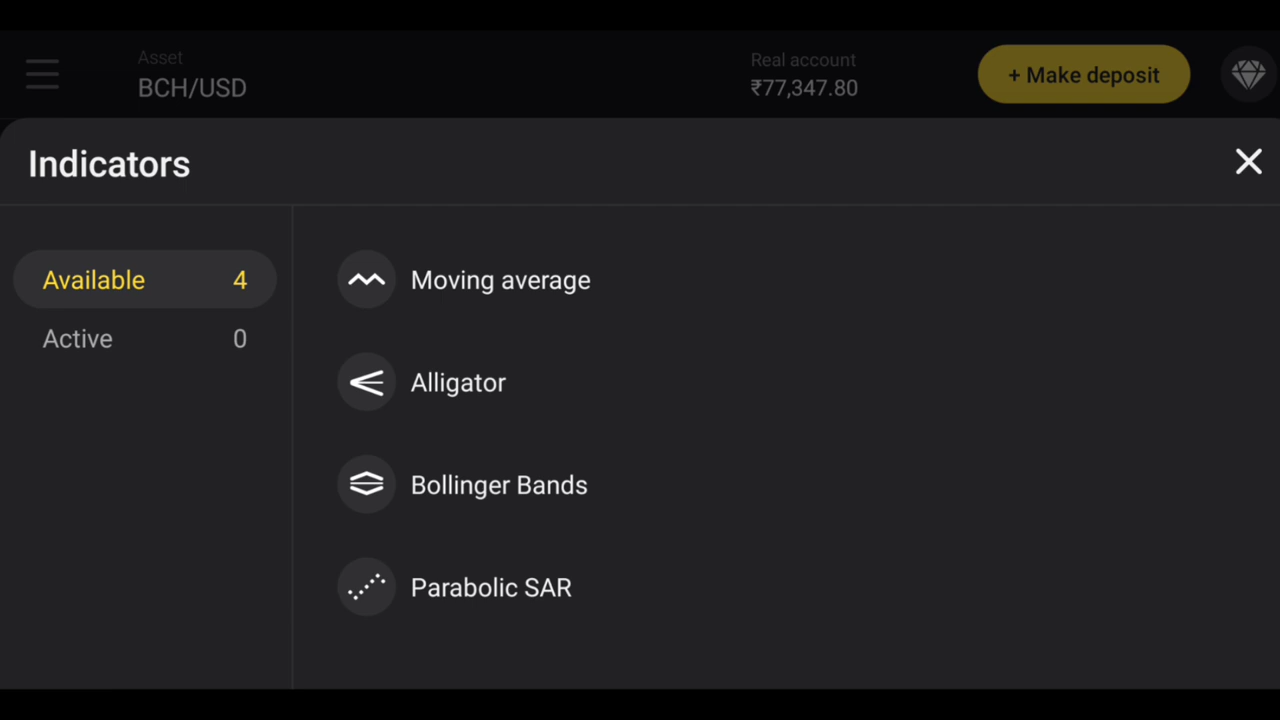 Asset
BCH/USD
Real account
₹77,347.80
+ Make deposit
Indicators
Available 4
Active 0
Moving average
Alligator
Bollinger Bands
Parabolic SAR